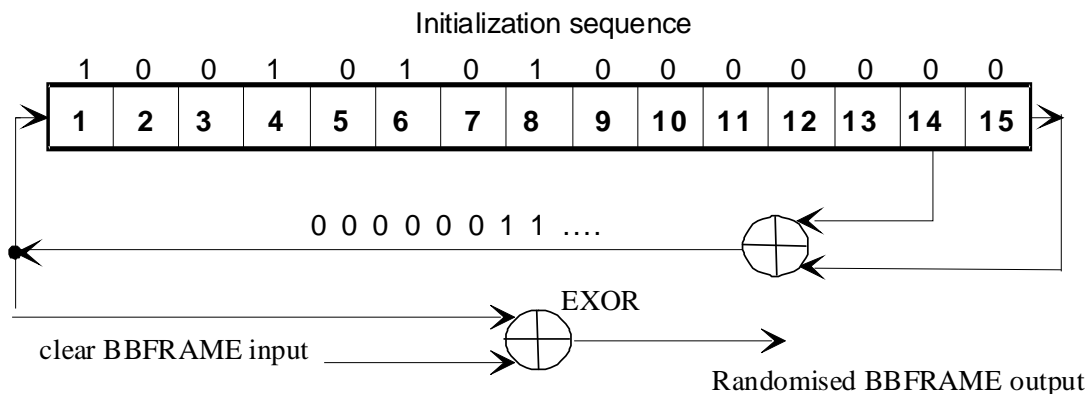 Initialization sequence
1 0 0 1 0 1 0 1 0 0 0 0 0 0 0
1 2 3 4 5 6 7 8 9 10 11 12 13 14 15
0 0 0 0 0 0 1 1 ....
EXOR
clear BBFRAME input
Randomised BBFRAME output